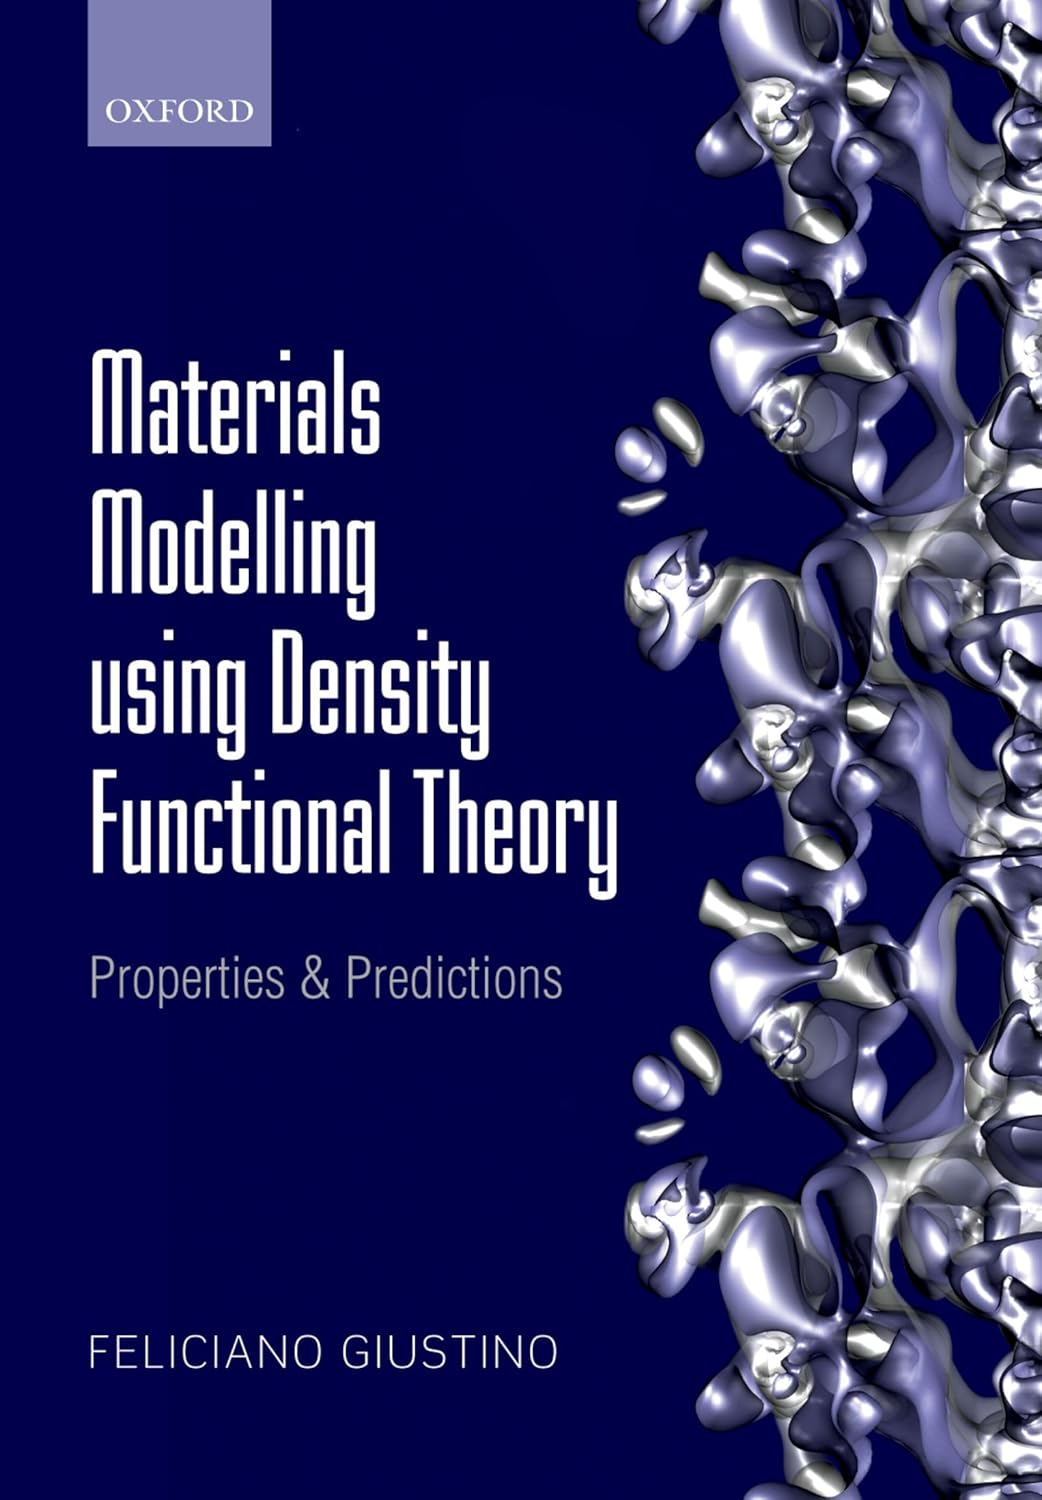 OXFORD
Materials
Modelling
using Density
Functional Theory
Properties & Predictions
FELICIANO GIUSTINO